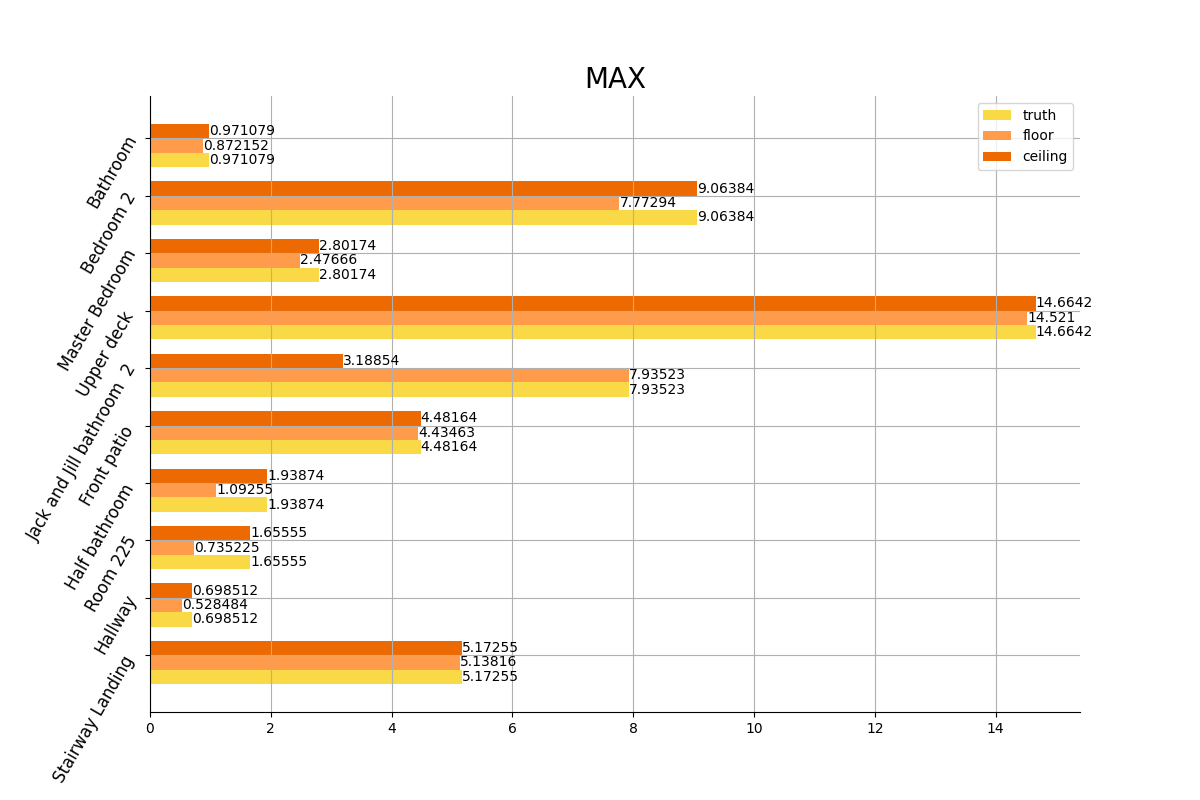 MAX
truth
floor
ceiling
Bathroom
0.971079
0.872152
0.971079
Bedroom 2
9.06384
7.77294
9.06384
Master Bedroom
2.80174
2.47666
2.80174
Upper deck
14.6642
14.521
14.6642
Jack and Jill bathroom 2
3.18854
7.93523
7.93523
Front patio
4.48164
4.43463
4.48164
Half bathroom
1.93874
1.09255
1.93874
Room 225
1.65555
0.735225
1.65555
Hallway
0.698512
0.528484
0.698512
Stairway Landing
5.17255
5.13816
5.17255
0 2 4 6 8 10 12 14